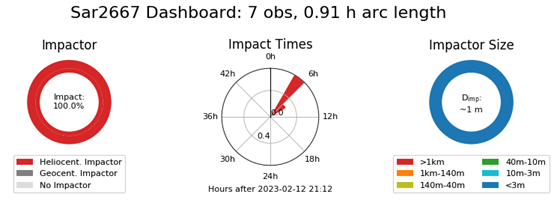 Sar2667 Dashboard: 7 obs, 0.91 h arc length
Impactor
Impact:
100.0%
Heliocent. Impactor
Geocent. Impactor
No Impactor
Impact Times
0h
6h
12h
18h
24h
30h
36h
42h
0.0
0.4
Hours after 2023-02-12 21:12
Impactor Size
Dimp:
~1 m
>1km
1km-140m
140m-40m
40m-10m
10m-3m
<3m